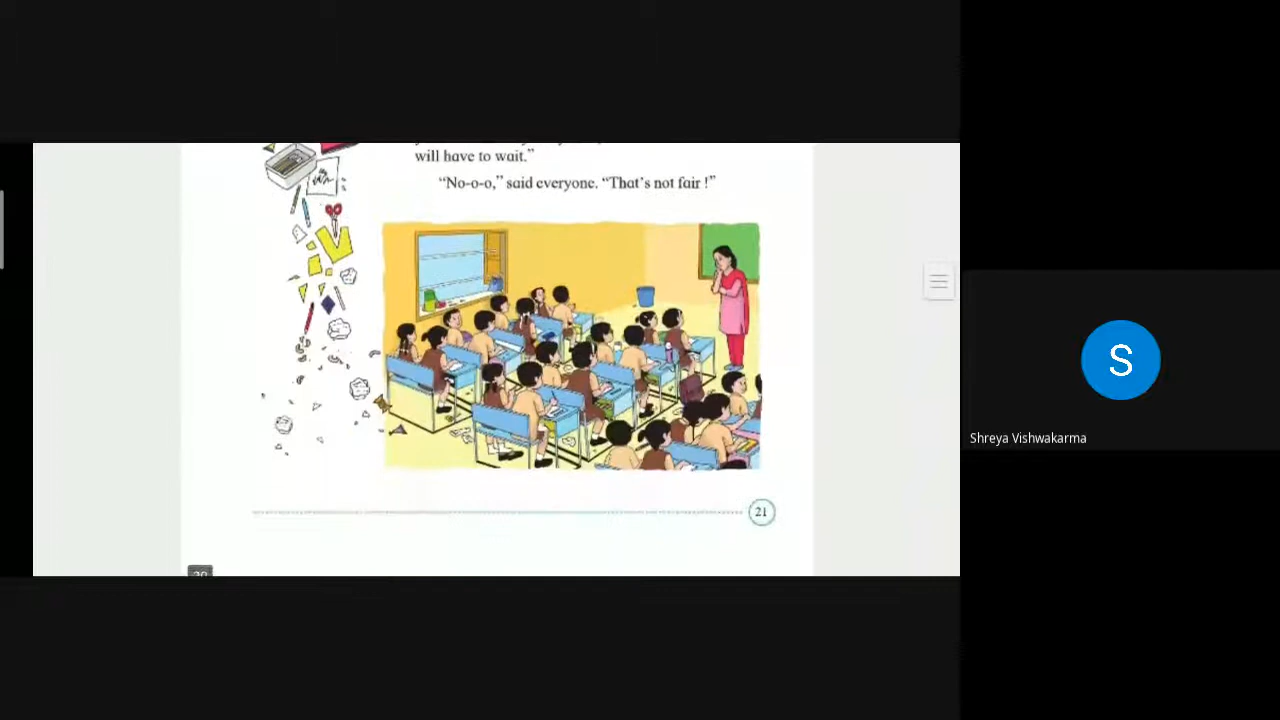 will have to wait.”
“No-o-o,” said everyone. “That’s not fair !”
21
S
Shreya Vishwakarma